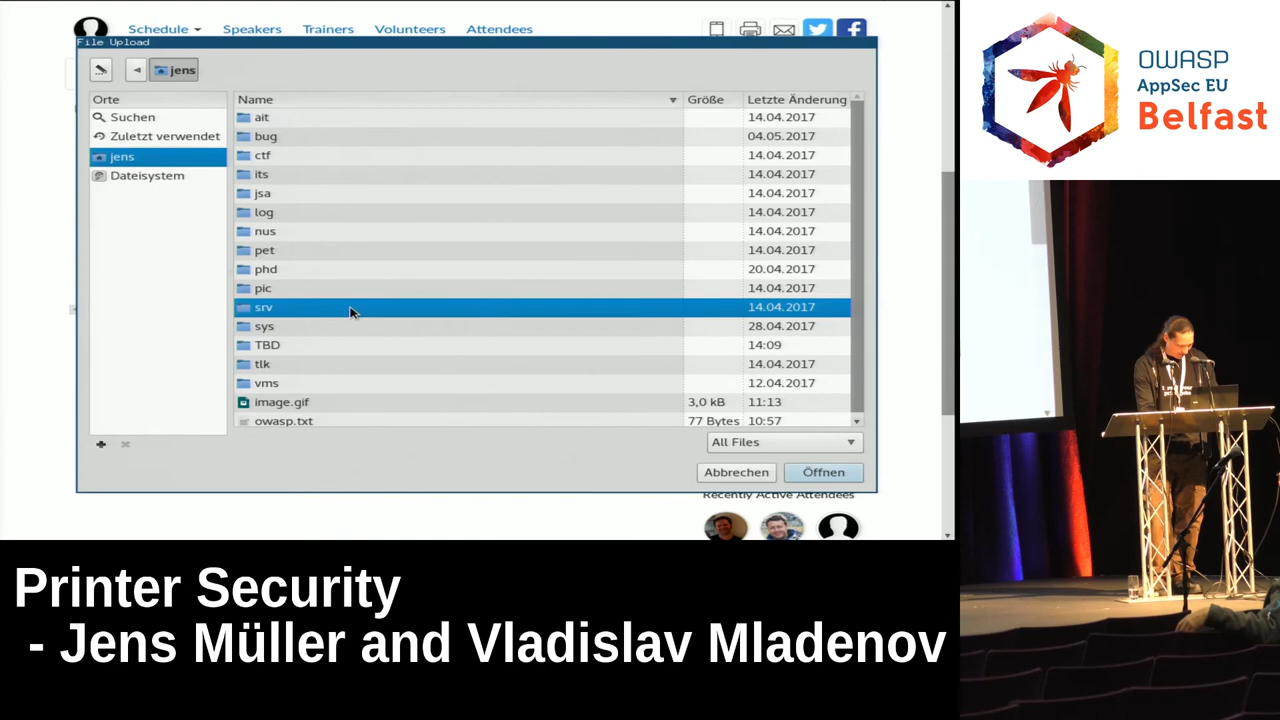 Schedule
Speakers
Trainers
Volunteers
Attendees
File Upload
jens
Orte
Suchen
Zuletzt verwendet
jens
Dateisystem
Name Größe Letzte Änderung
ait 14.04.2017
bug 04.05.2017
ctf 14.04.2017
its 14.04.2017
jsa 14.04.2017
log 14.04.2017
nus 14.04.2017
pet 14.04.2017
phd 20.04.2017
pic 14.04.2017
srv 14.04.2017
sys 28.04.2017
TBD 14:09
tlk 14.04.2017
vms 12.04.2017
image.gif 3,0 kB 11:13
owasp.txt 77 Bytes 10:57
All Files
Abbrechen Öffnen
Recently Active Attendees
OWASP
AppSec EU
Belfast
Printer Security
- Jens Müller and Vladislav Mladenov